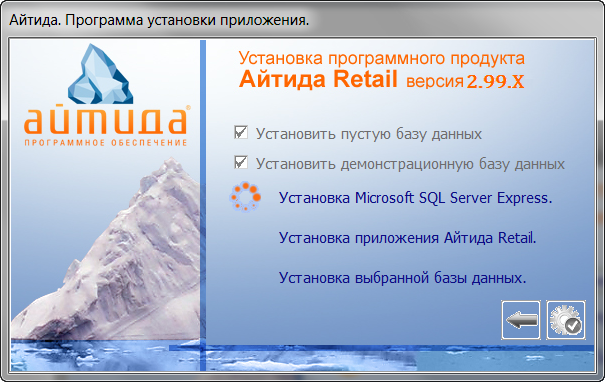 Айтида. Программа установки приложения.
айтида®
ПРОГРАММНОЕ ОБЕСПЕЧЕНИЕ
Установка программного продукта
Айтида Retail версия 2.99.X
Установить пустую базу данных
Установить демонстрационную базу данных
Установка Microsoft SQL Server Express.
Установка приложения Айтида Retail.
Установка выбранной базы данных.